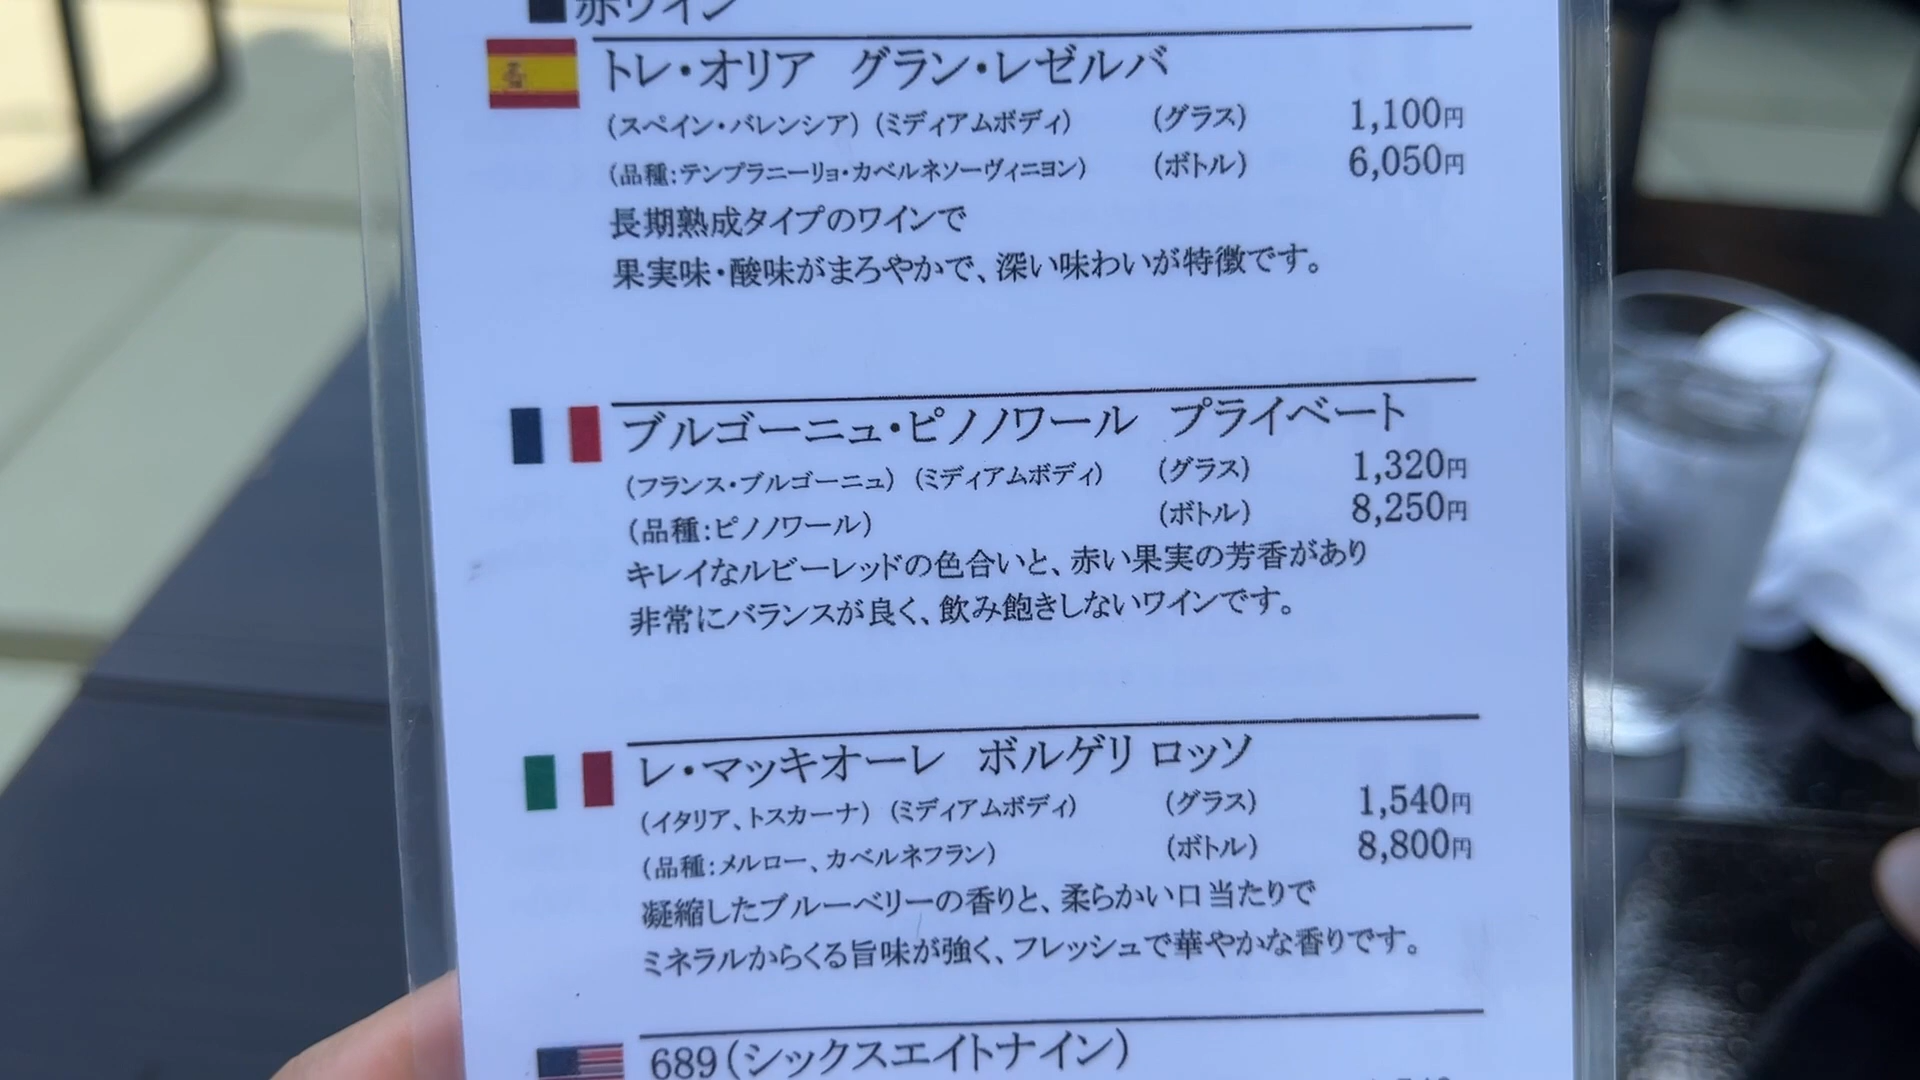 ■赤ワイン
トレ・オリア グラン・レゼルバ
(スペイン・バレンシア) (ミディアムボディ) (グラス) 1,100円
(品種:テンプラニーリョ・カベルネソーヴィニヨン) (ボトル) 6,050円
長期熟成タイプのワインで
果実味・酸味がまろやかで、深い味わいが特徴です。
ブルゴーニュ・ピノノワール プライベート
(フランス・ブルゴーニュ) (ミディアムボディ) (グラス) 1,320円
(品種:ピノノワール) (ボトル) 8,250円
キレイなルビーレッドの色合いと、赤い果実の芳香があり
非常にバランスが良く、飲み飽きしないワインです。
レ・マッキオーレ ボルゲリ ロッソ
(イタリア、トスカーナ) (ミディアムボディ) (グラス) 1,540円
(品種:メルロー、カベルネフラン) (ボトル) 8,800円
凝縮したブルーベリーの香りと、柔らかい口当たりで
ミネラルからくる旨味が強く、フレッシュで華やかな香りです。
689(シックスエイトナイン)